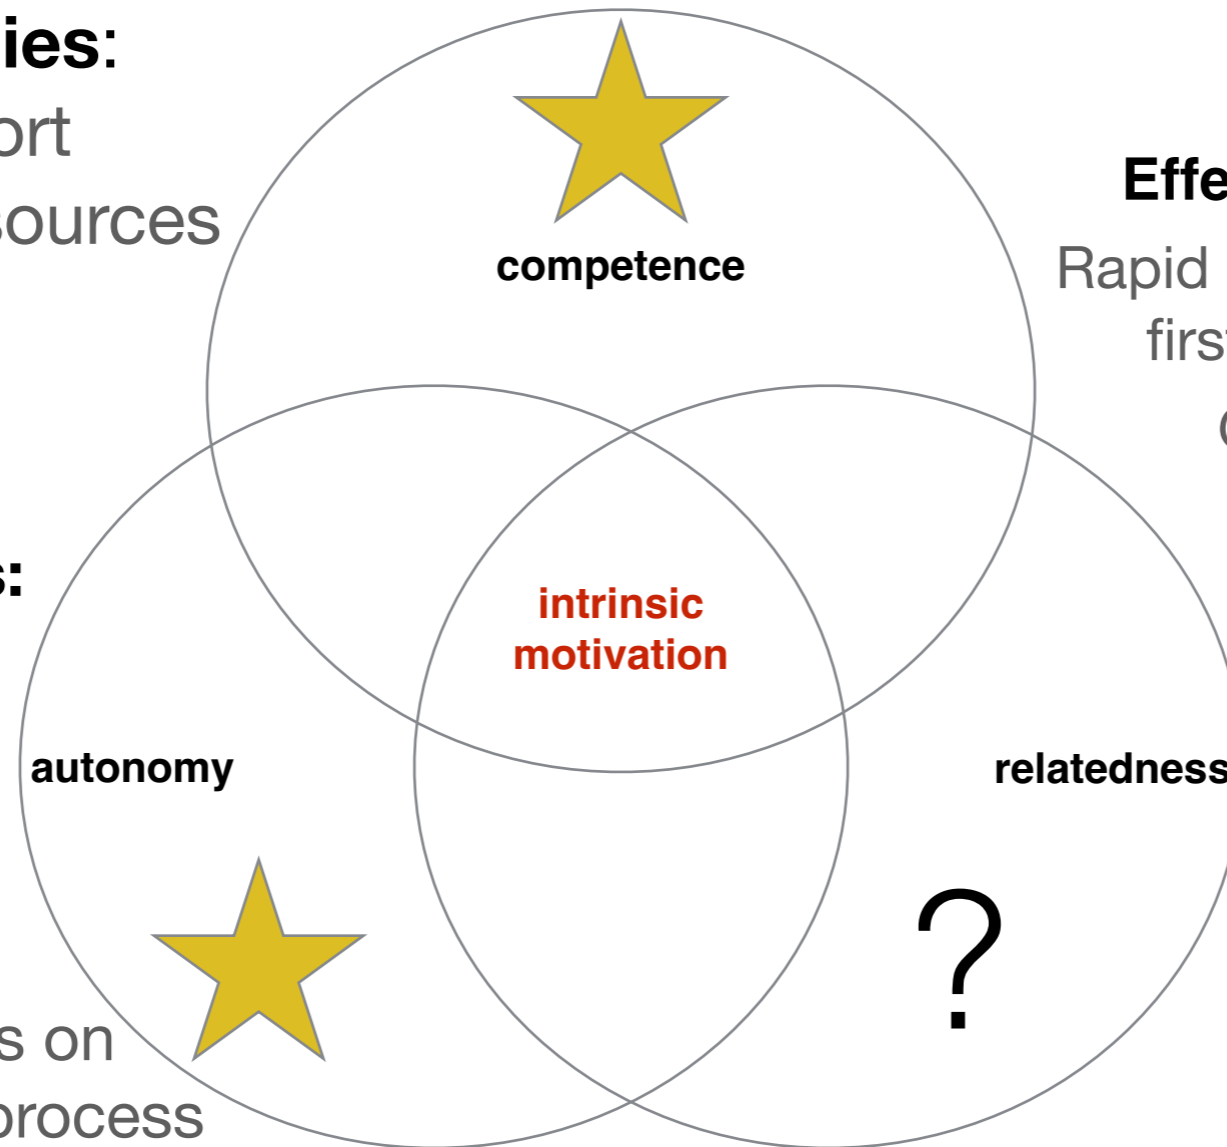 ies:
ort
sources
competence
Effe
Rapid
firs
s:
intrinsic
motivation
autonomy
relatedness
?
s on
process